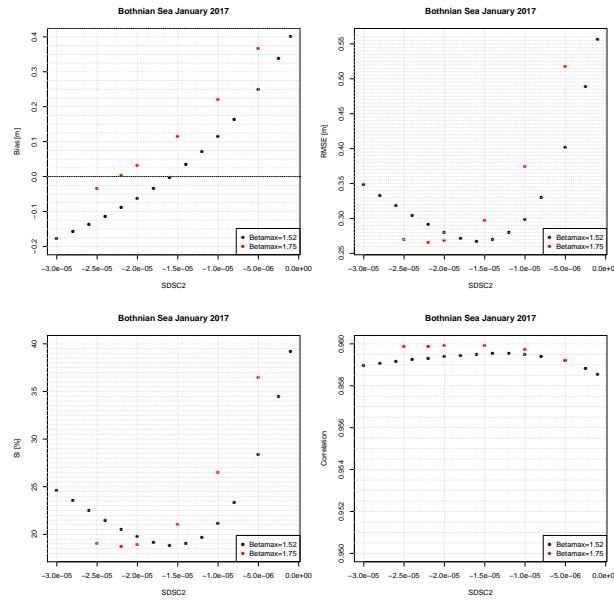 Bothnian Sea January 2017
Bias [m]
0.4
0.3
0.2
0.1
0.0
−0.1
−0.2
−3.0e−05 −2.5e−05 −2.0e−05 −1.5e−05 −1.0e−05 −5.0e−06 0.0e+00
SDSC2
Betamax=1.52
Betamax=1.75
Bothnian Sea January 2017
RMSE [m]
0.55
0.50
0.45
0.40
0.35
0.30
0.25
−3.0e−05 −2.5e−05 −2.0e−05 −1.5e−05 −1.0e−05 −5.0e−06 0.0e+00
SDSC2
Betamax=1.52
Betamax=1.75
Bothnian Sea January 2017
SI [%]
40
35
30
25
20
−3.0e−05 −2.5e−05 −2.0e−05 −1.5e−05 −1.0e−05 −5.0e−06 0.0e+00
SDSC2
Betamax=1.52
Betamax=1.75
Bothnian Sea January 2017
Correlation
0.960
0.958
0.956
0.954
0.952
0.950
−3.0e−05 −2.5e−05 −2.0e−05 −1.5e−05 −1.0e−05 −5.0e−06 0.0e+00
SDSC2
Betamax=1.52
Betamax=1.75